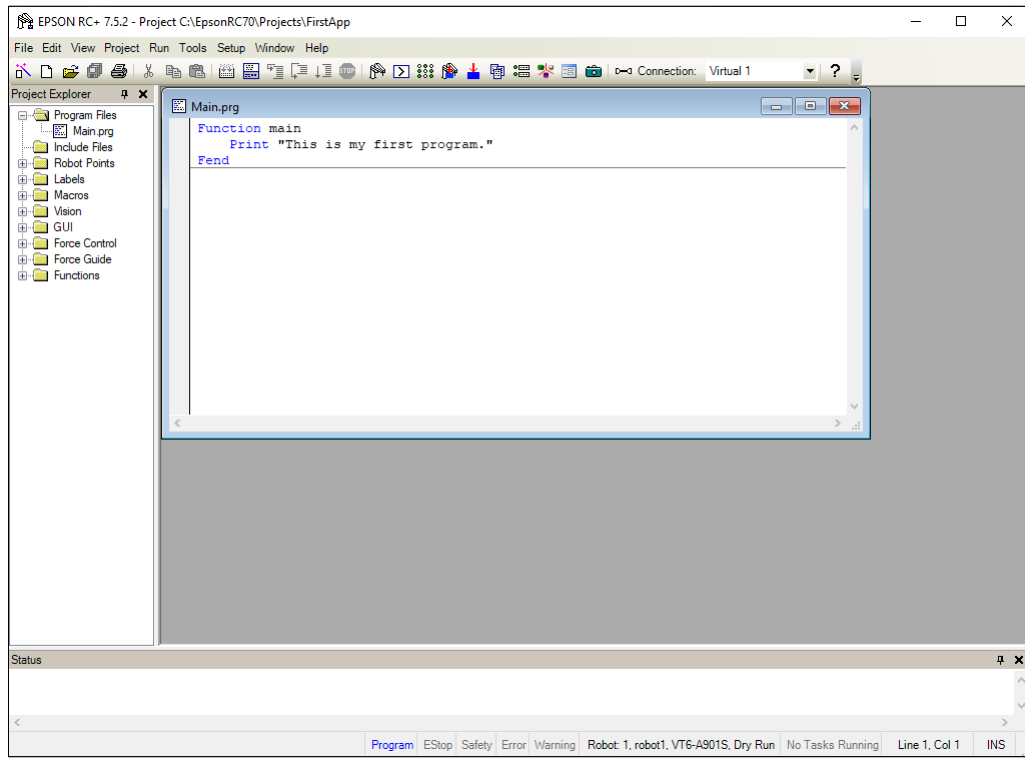 EPSON RC+ 7.5.2 - Project C:\EpsonRC70\Projects\FirstApp
File Edit View Project Run Tools Setup Window Help
Connection: Virtual 1
Project Explorer
Program Files
Main.prg
Include Files
Robot Points
Labels
Macros
Vision
GUI
Force Control
Force Guide
Functions
Main.prg
Function main
Print "This is my first program."
Fend
Status
Program EStop Safety Error Warning Robot: 1, robot1, VT6-A901S, Dry Run No Tasks Running Line 1, Col 1 INS